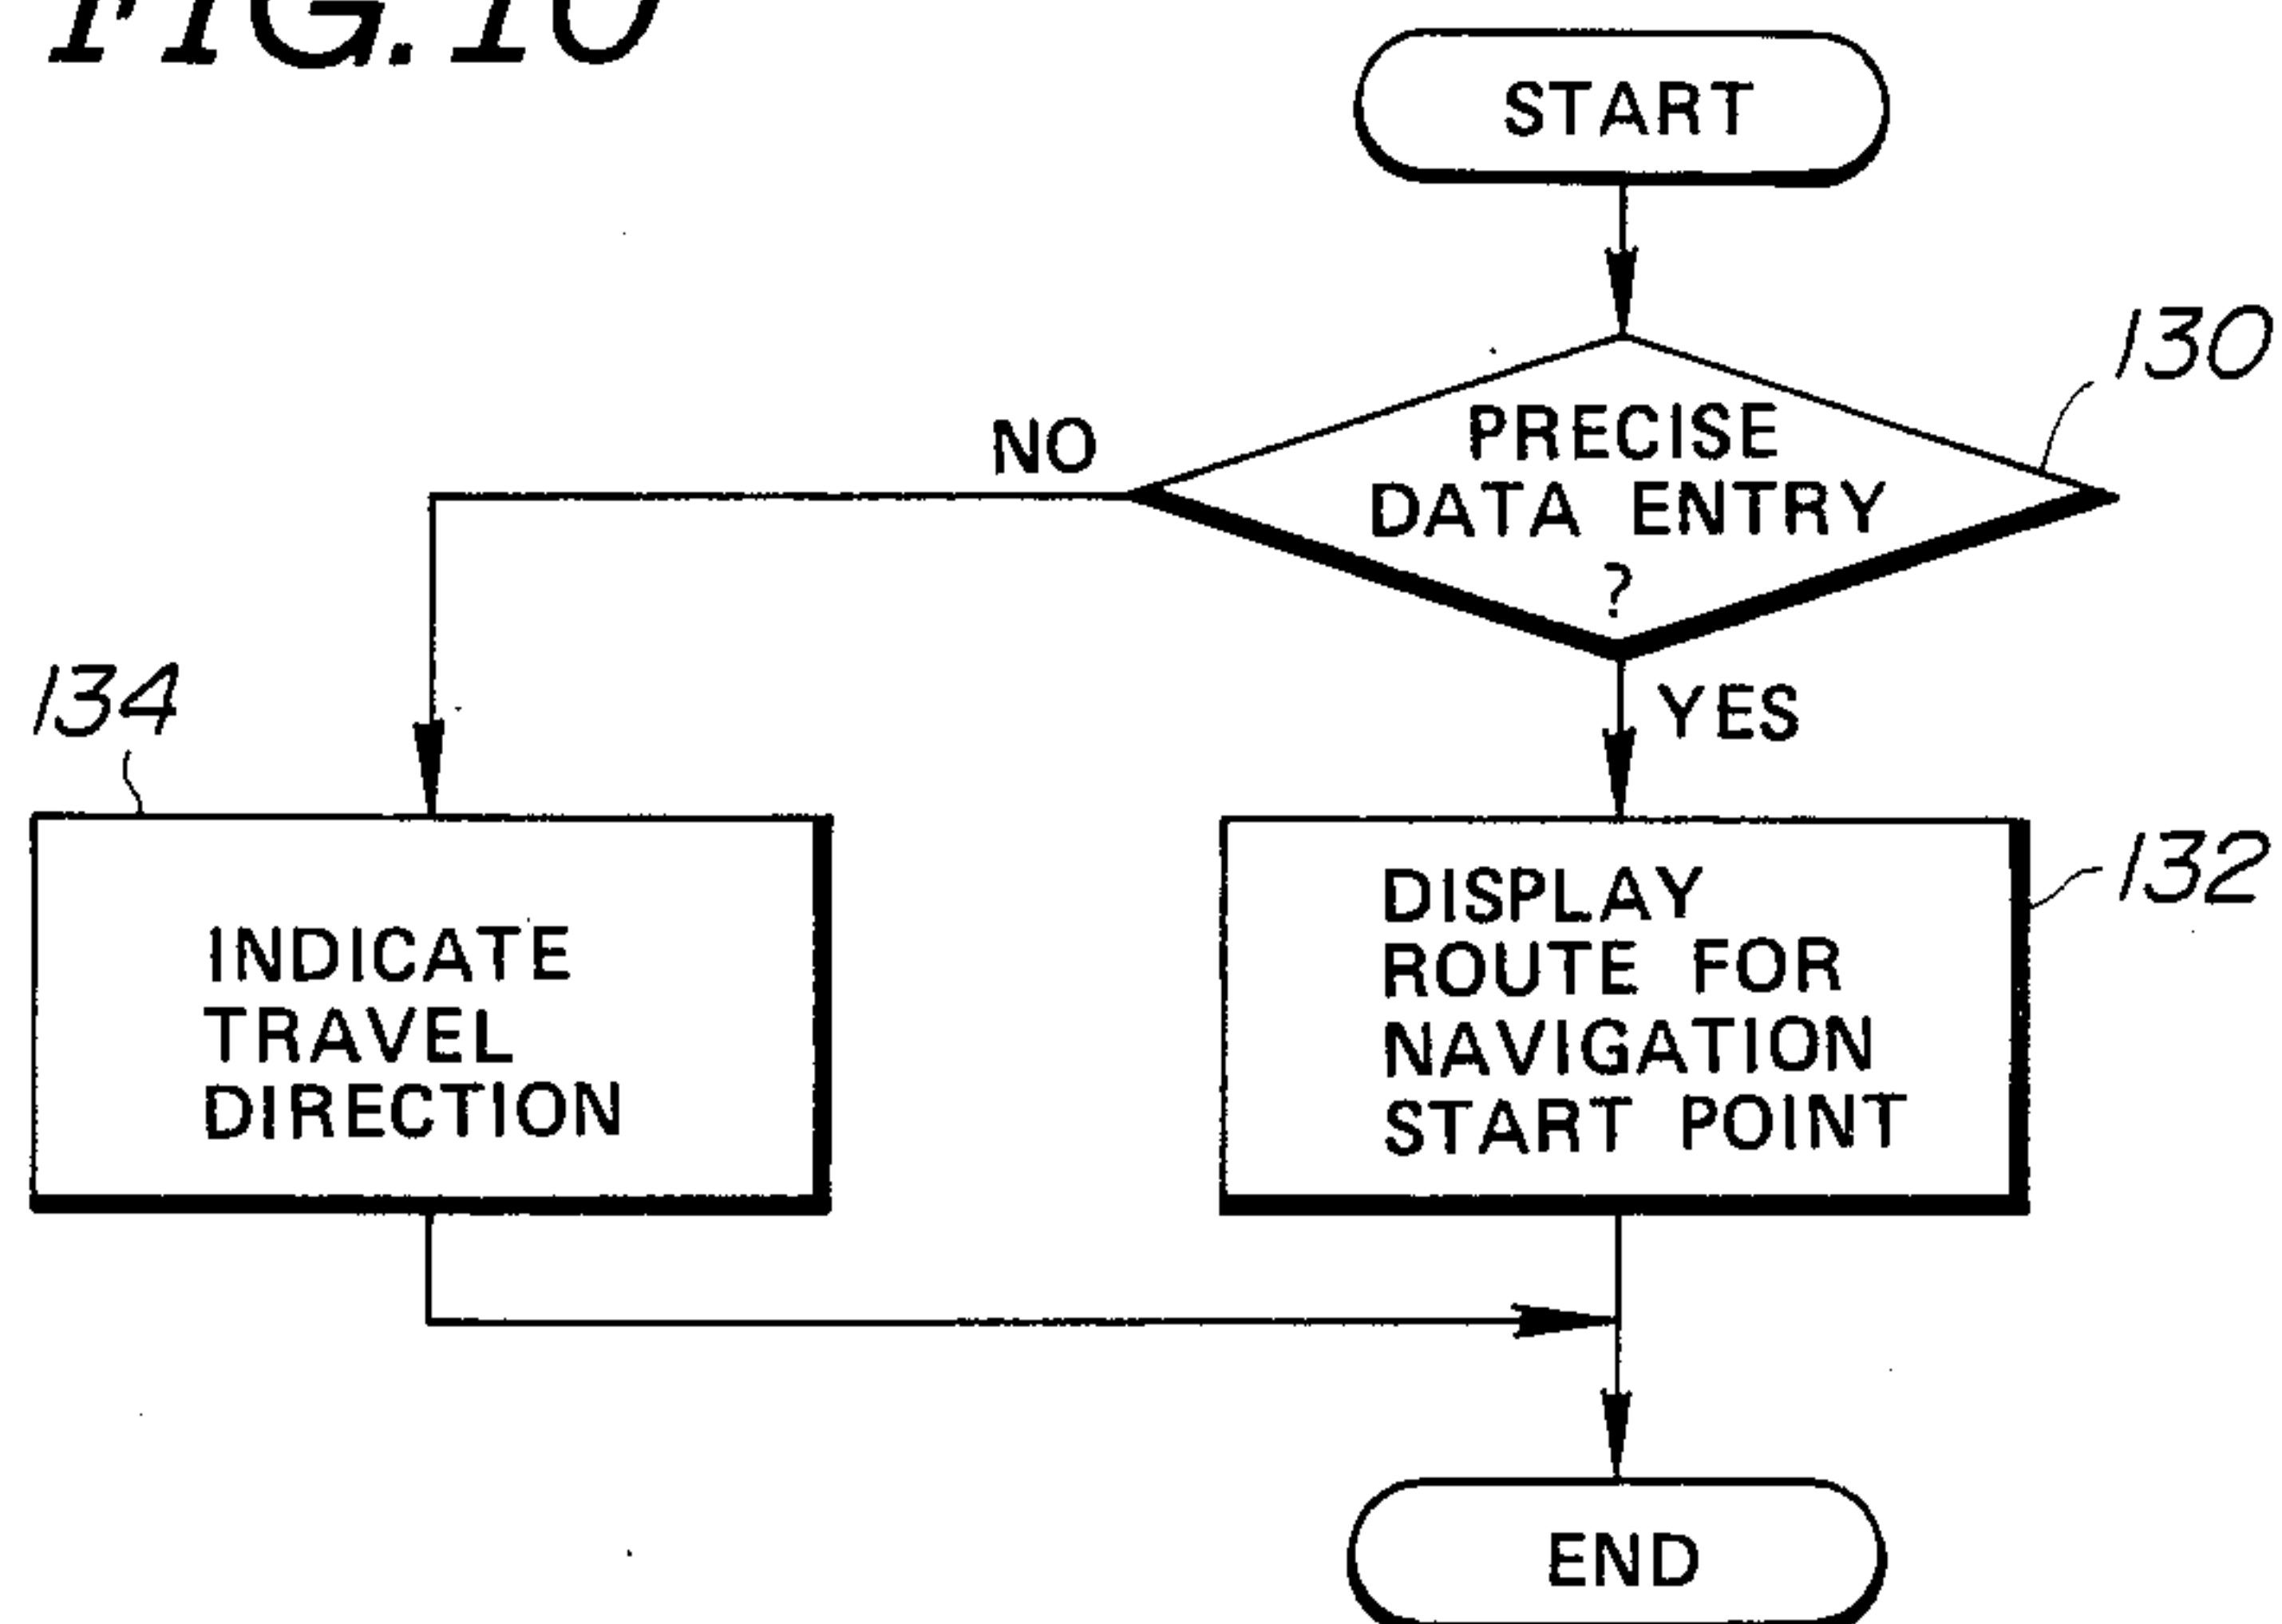 FIG. 10
START
130
PRECISE
DATA ENTRY
?
NO
YES
134
INDICATE
TRAVEL
DIRECTION
132
DISPLAY
ROUTE FOR
NAVIGATION
START POINT
END